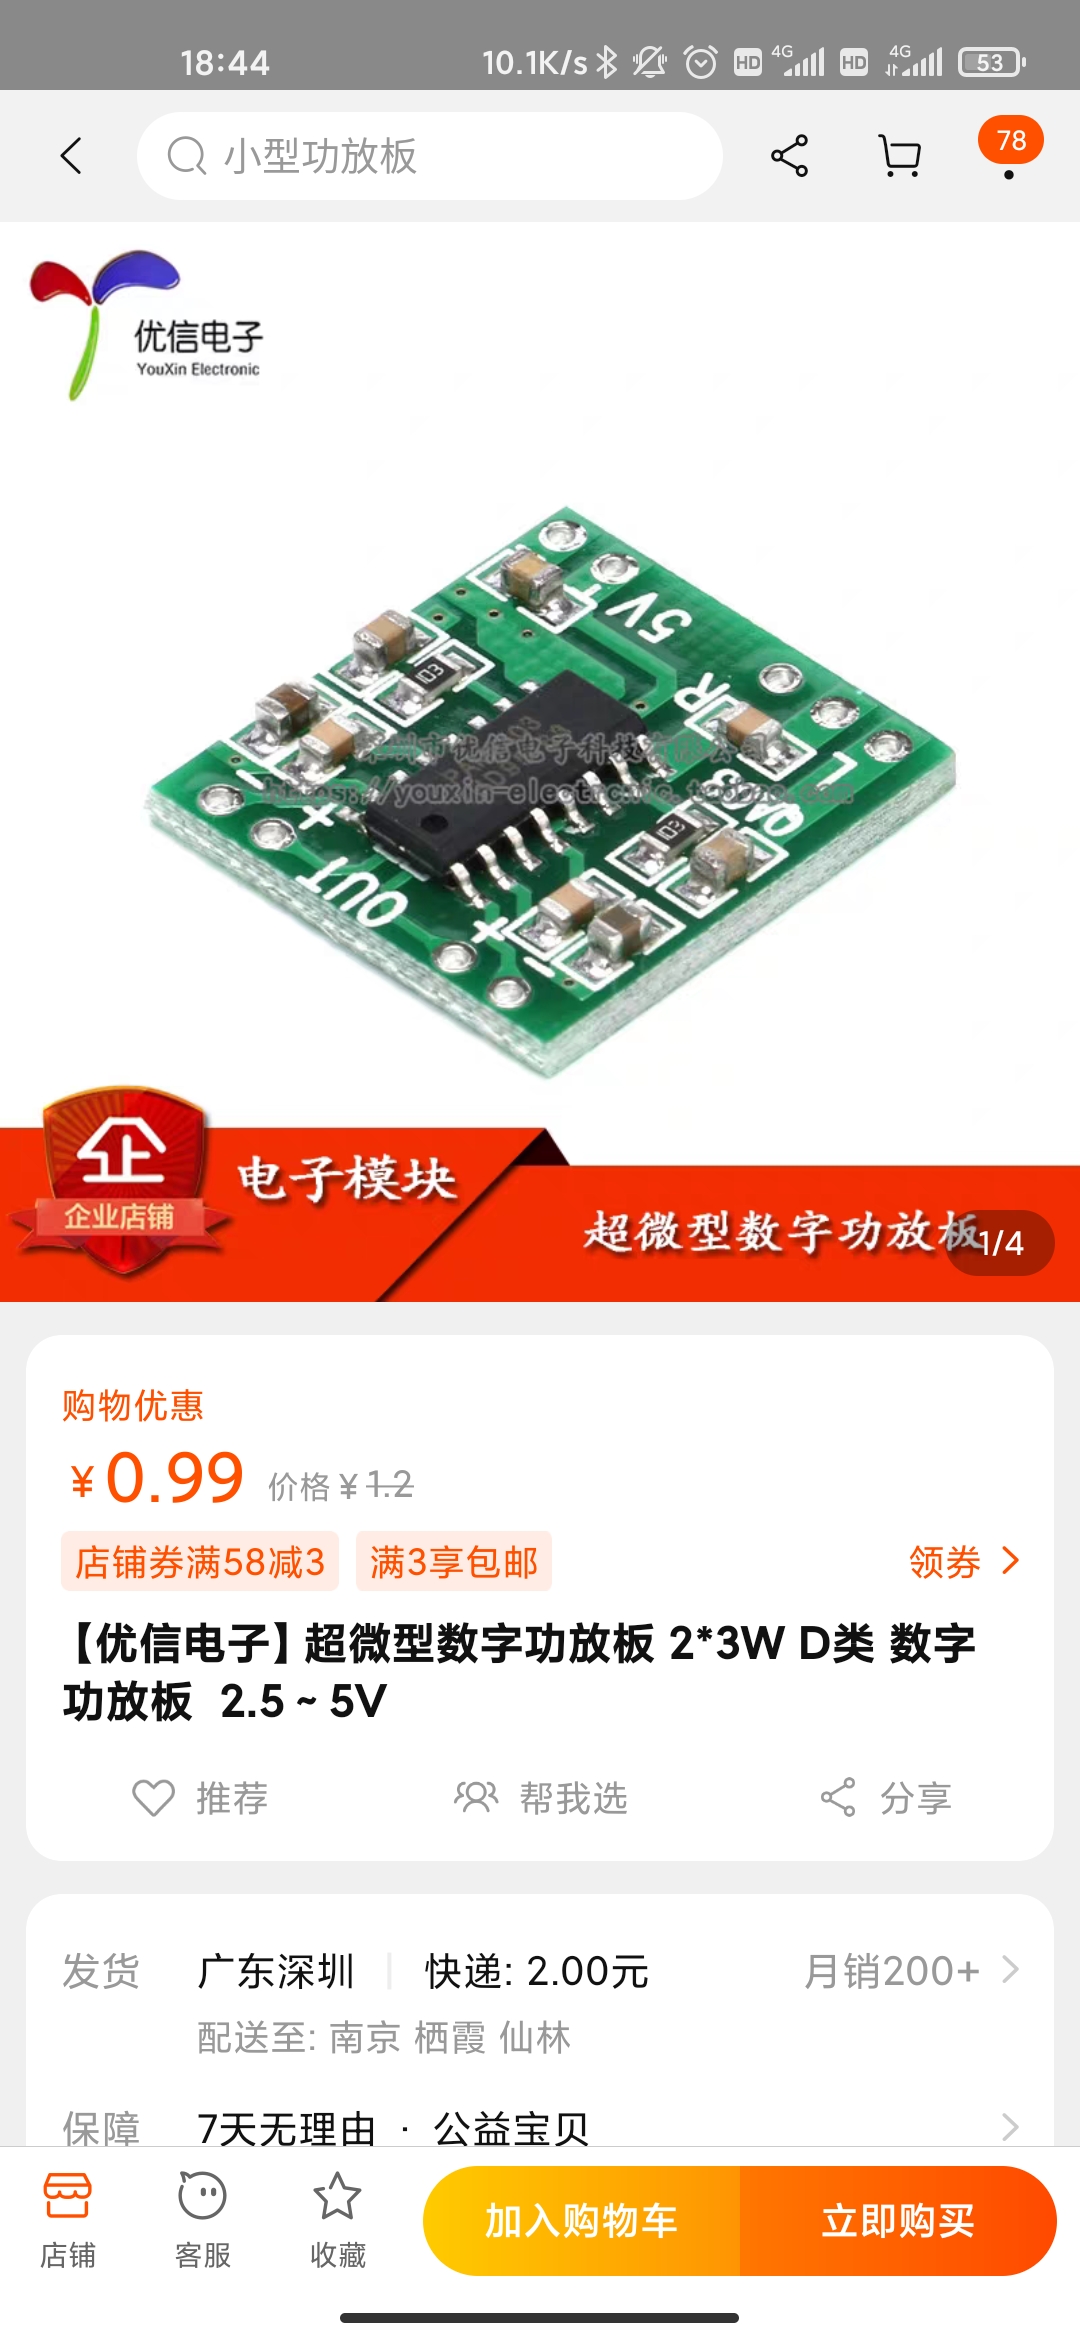 18:44
10.1K/s HD 4G HD 4G 53
小型功放板
78
优信电子
YouXin Electronic
5V
R
103
深圳市优信电子科技有限公司
https://youxin-electronic.taobao.com
L
103
OUT
企
企业店铺
电子模块
超微型数字功放板
1/4
购物优惠
¥0.99 价格¥1.2
店铺券满58减3 满3享包邮 领券
【优信电子】超微型数字功放板 2*3W D类 数字
功放板 2.5~5V
推荐 帮我选 分享
发货 广东深圳 快递: 2.00元 月销200+
配送至: 南京 栖霞 仙林
保障 7天无理由 · 公益宝贝
店铺 客服 收藏 加入购物车 立即购买